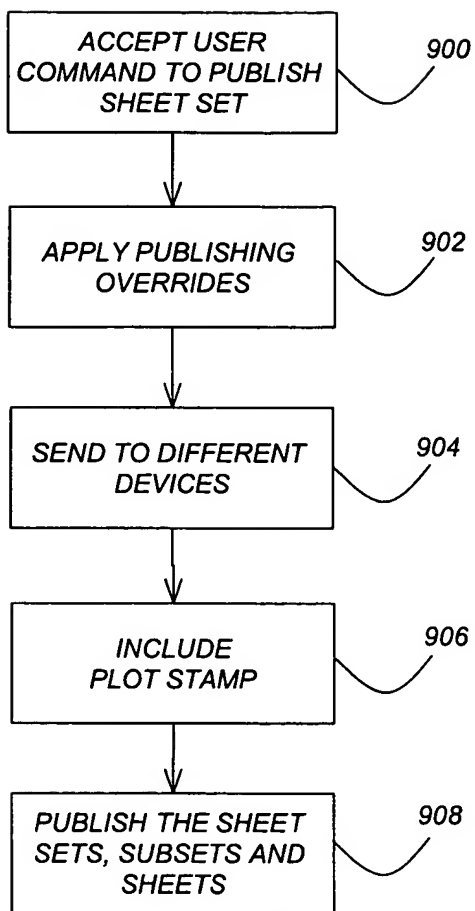 ACCEPT USER
COMMAND TO PUBLISH
SHEET SET
900
APPLY PUBLISHING
OVERRIDES
902
SEND TO DIFFERENT
DEVICES
904
INCLUDE
PLOT STAMP
906
PUBLISH THE SHEET
SETS, SUBSETS AND
SHEETS
908